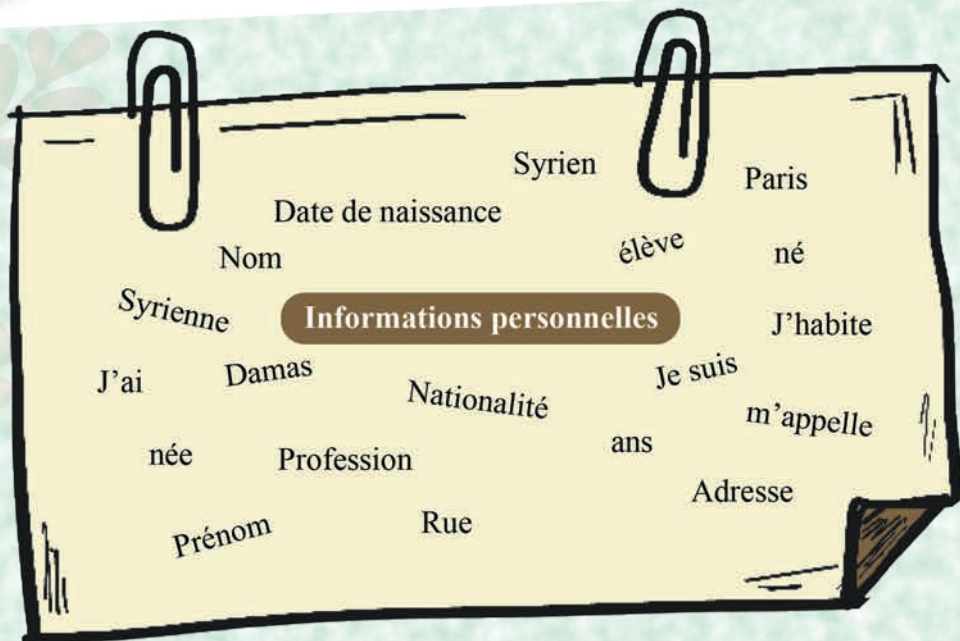 Syrien
Paris
Date de naissance
Nom
élève
né
Syrienne
Informations personnelles
J'habite
J'ai
Damas
Nationalité
Je suis
m'appelle
née
Profession
ans
Adresse
Prénom
Rue